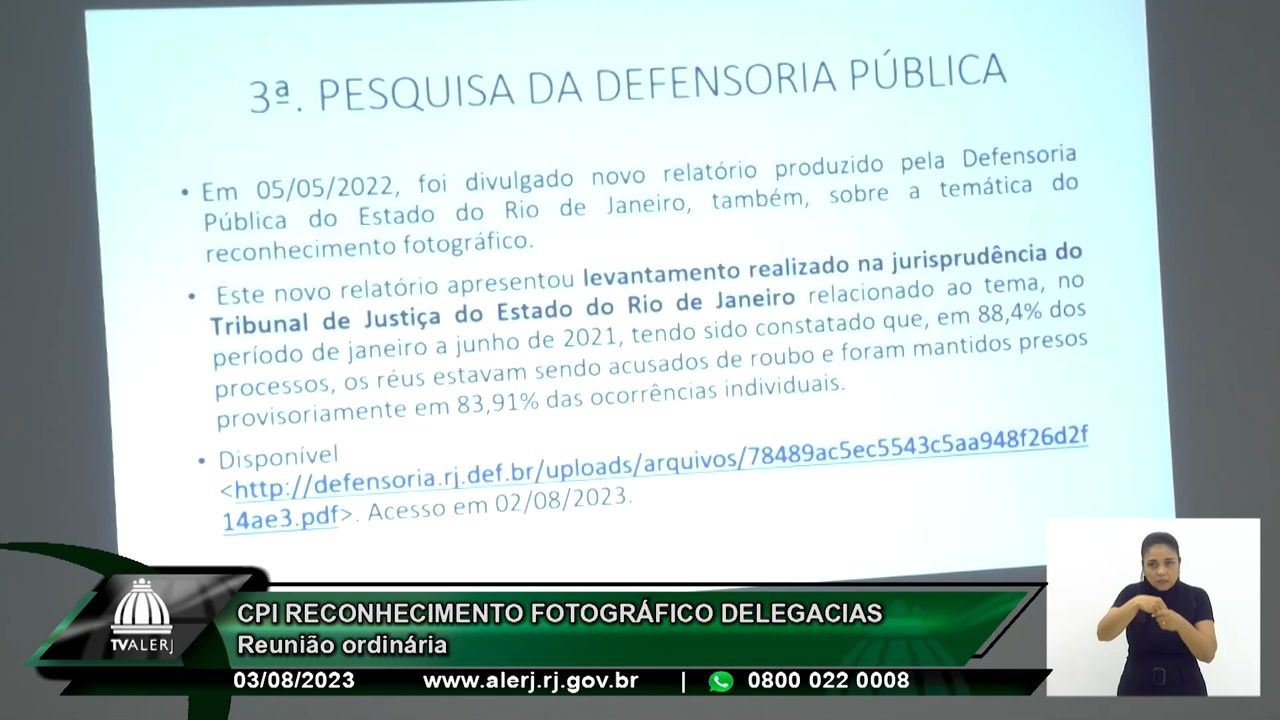 3ª. PESQUISA DA DEFENSORIA PÚBLICA
• Em 05/05/2022, foi divulgado novo relatório produzido pela Defensoria
Pública do Estado do Rio de Janeiro, também, sobre a temática do
reconhecimento fotográfico.
• Este novo relatório apresentou levantamento realizado na jurisprudência do
Tribunal de Justiça do Estado do Rio de Janeiro relacionado ao tema, no
período de janeiro a junho de 2021, tendo sido constatado que, em 88,4% dos
processos, os réus estavam sendo acusados de roubo e foram mantidos presos
provisoriamente em 83,91% das ocorrências individuais.
• Disponível
<http://defensoria.rj.def.br/uploads/arquivos/78489ac5ec5543c5aa948f26d2f
14ae3.pdf>. Acesso em 02/08/2023.
TVALERJ
CPI RECONHECIMENTO FOTOGRÁFICO DELEGACIAS
Reunião ordinária
03/08/2023 www.alerj.rj.gov.br | 0800 022 0008